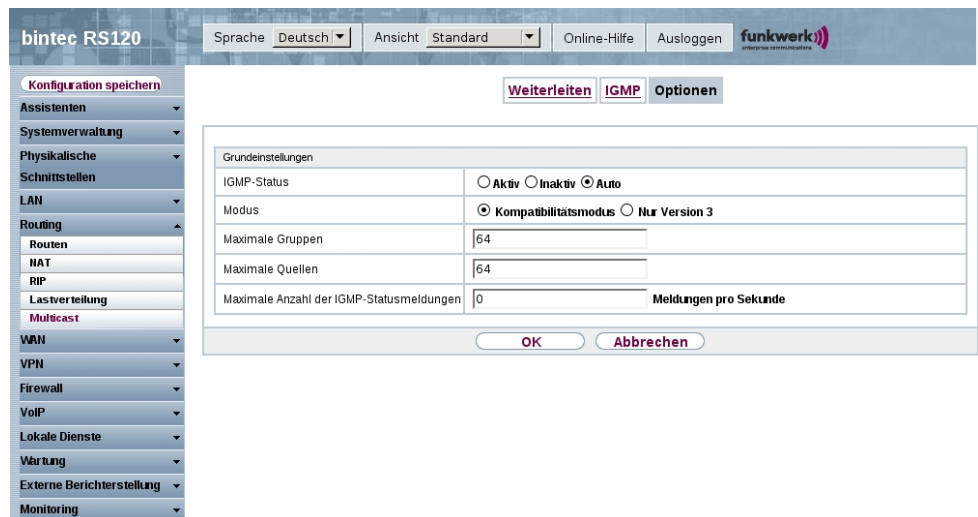 bintec RS120
Sprache Deutsch Ansicht Standard Online-Hilfe Ausloggen funkwerk
enterprise communications
Konfiguration speichern
Assistenten
Systemverwaltung
Physikalische
Schnittstellen
LAN
Routing
Routen
NAT
RIP
Lastverteilung
Multicast
WAN
VPN
Firewall
VoIP
Lokale Dienste
Wartung
Externe Berichterstellung
Monitoring
Weiterleiten IGMP Optionen
Grundeinstellungen
IGMP-Status Aktiv Inaktiv Auto
Modus Kompatibilitätsmodus Nur Version 3
Maximale Gruppen 64
Maximale Quellen 64
Maximale Anzahl der IGMP-Statusmeldungen 0 Meldungen pro Sekunde
OK Abbrechen